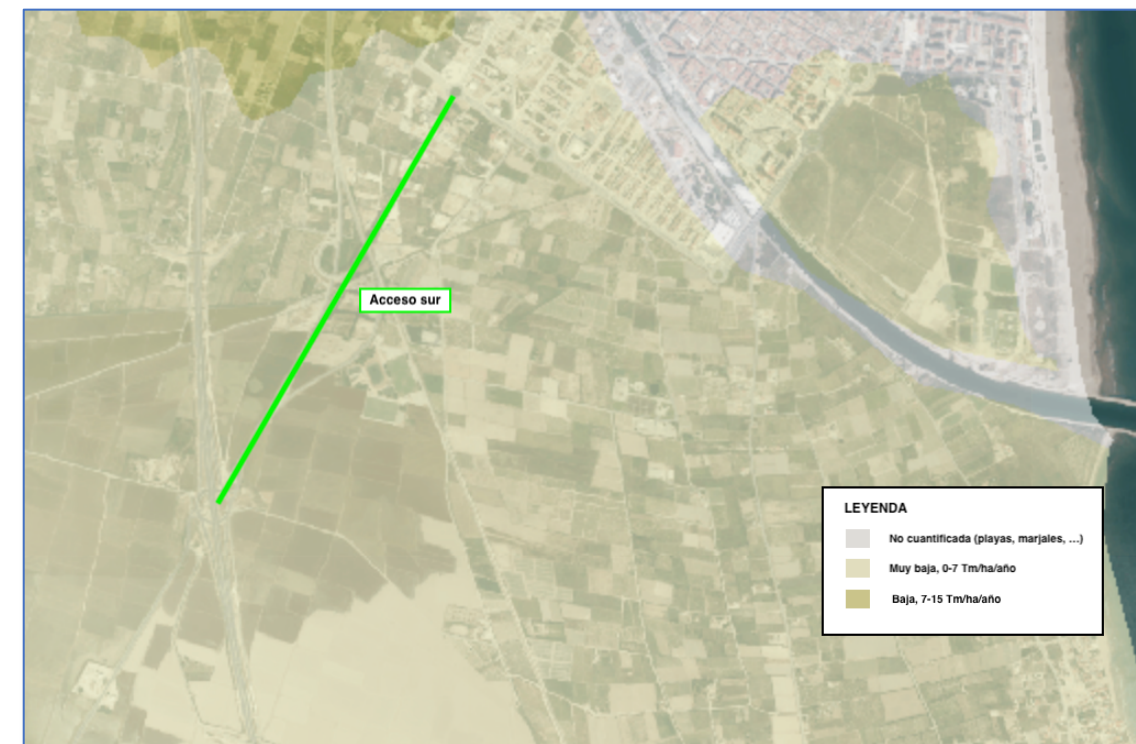 Acceso sur
LEYENDA
No cuantificada (playas, marjales, ...)
Muy baja, 0-7 Tm/ha/año
Baja, 7-15 Tm/ha/año